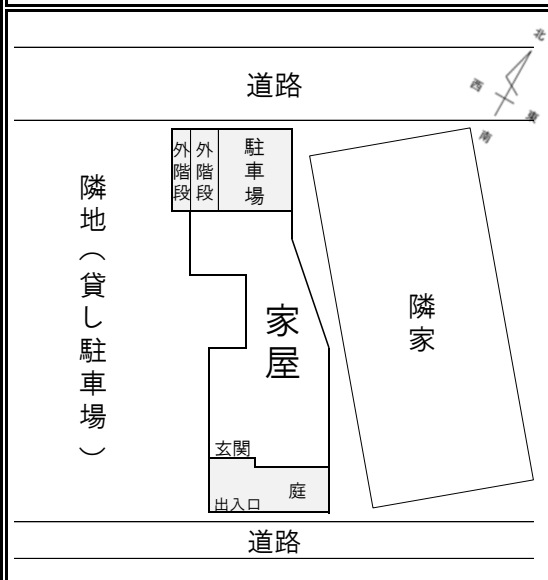 北
西
東
南
道路
外階段
外階段
駐車場
隣地（貸し駐車場）
家屋
隣家
玄関
庭
出入口
道路